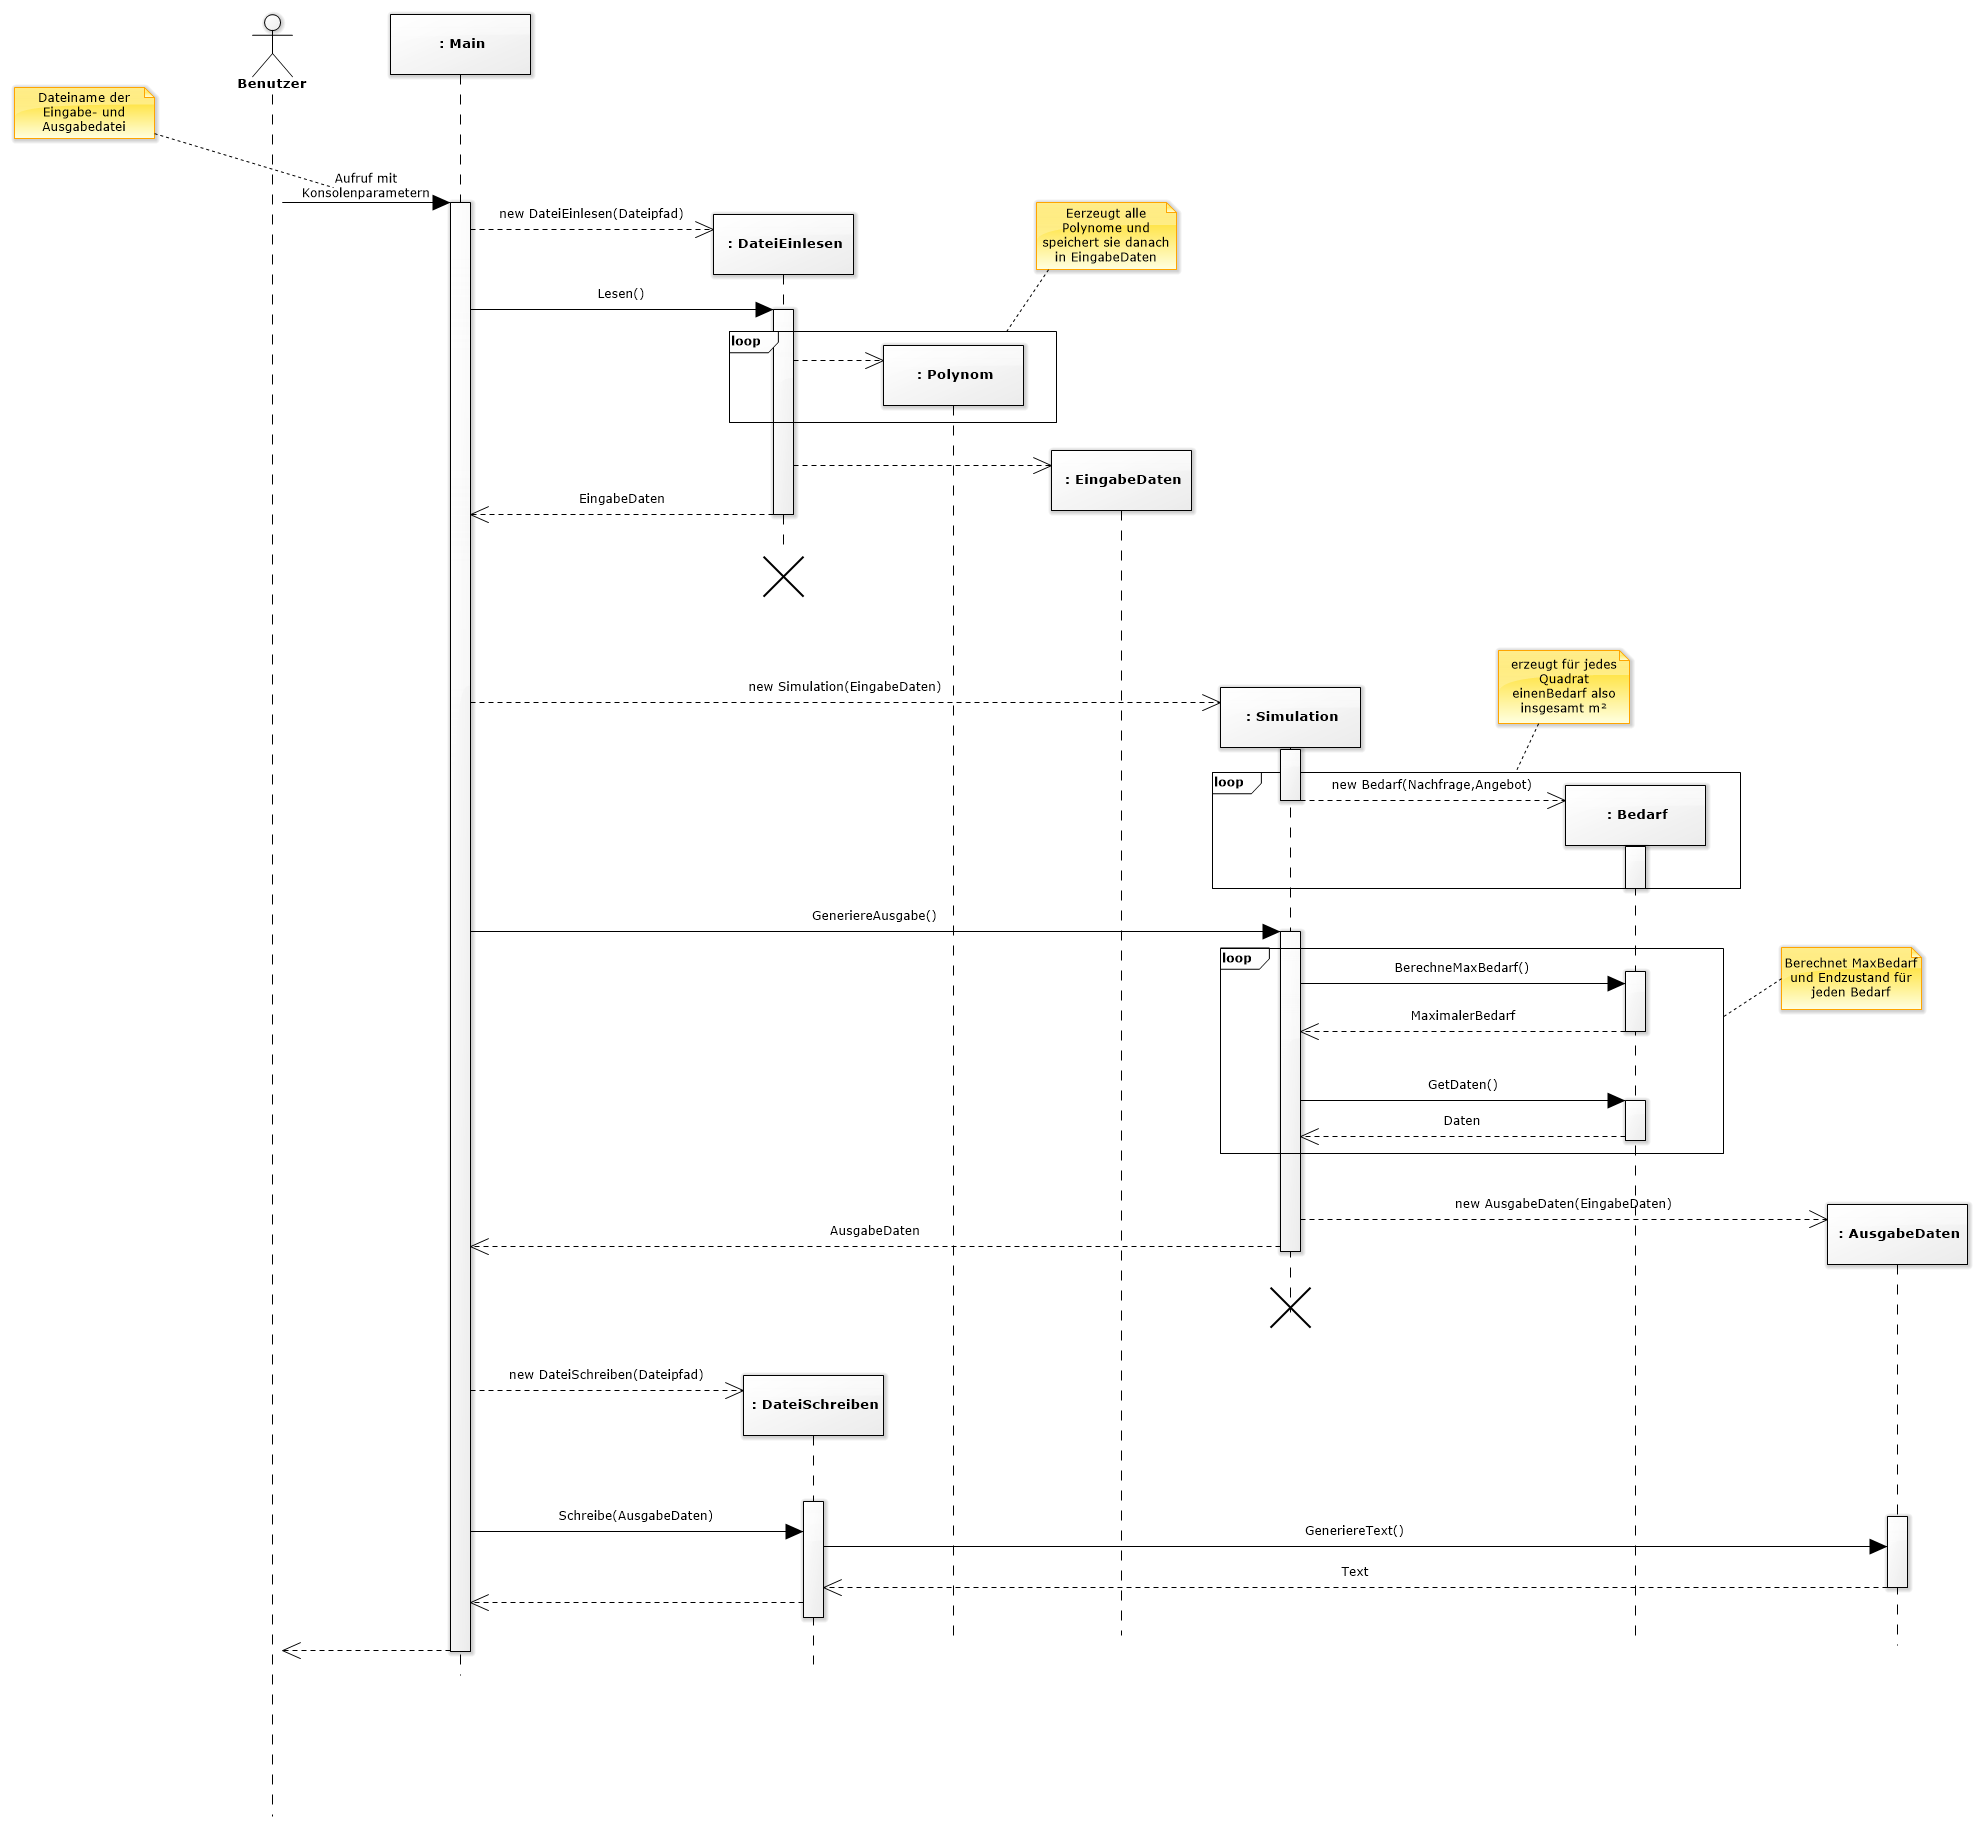 : Main
Benutzer
Dateiname der
Eingabe- und
Ausgabedatei
Aufruf mit
Konsolenparametern
new DateiEinlesen(Dateipfad)
: DateiEinlesen
Eerzeugt alle
Polynome und
speichert sie danach
in EingabeDaten
Lesen()
loop
: Polynom
: EingabeDaten
EingabeDaten
new Simulation(EingabeDaten)
: Simulation
erzeugt für jedes
Quadrat
einenBedarf also
insgesamt m²
loop
new Bedarf(Nachfrage,Angebot)
: Bedarf
GeneriereAusgabe()
loop
BerechneMaxBedarf()
Berechnet MaxBedarf
und Endzustand für
jeden Bedarf
MaximalerBedarf
GetDaten()
Daten
new AusgabeDaten(EingabeDaten)
: AusgabeDaten
AusgabeDaten
new DateiSchreiben(Dateipfad)
: DateiSchreiben
Schreibe(AusgabeDaten)
GeneriereText()
Text